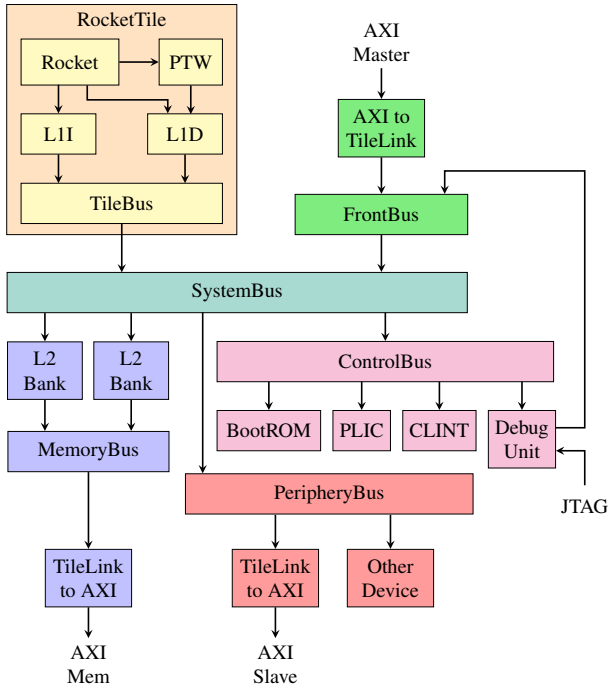 RocketTile
Rocket
PTW
L1I
L1D
TileBus
AXI
Master
AXI to
TileLink
FrontBus
SystemBus
L2
Bank
L2
Bank
ControlBus
BootROM
PLIC
CLINT
Debug
Unit
MemoryBus
PeripheryBus
JTAG
TileLink
to AXI
TileLink
to AXI
Other
Device
AXI
Mem
AXI
Slave